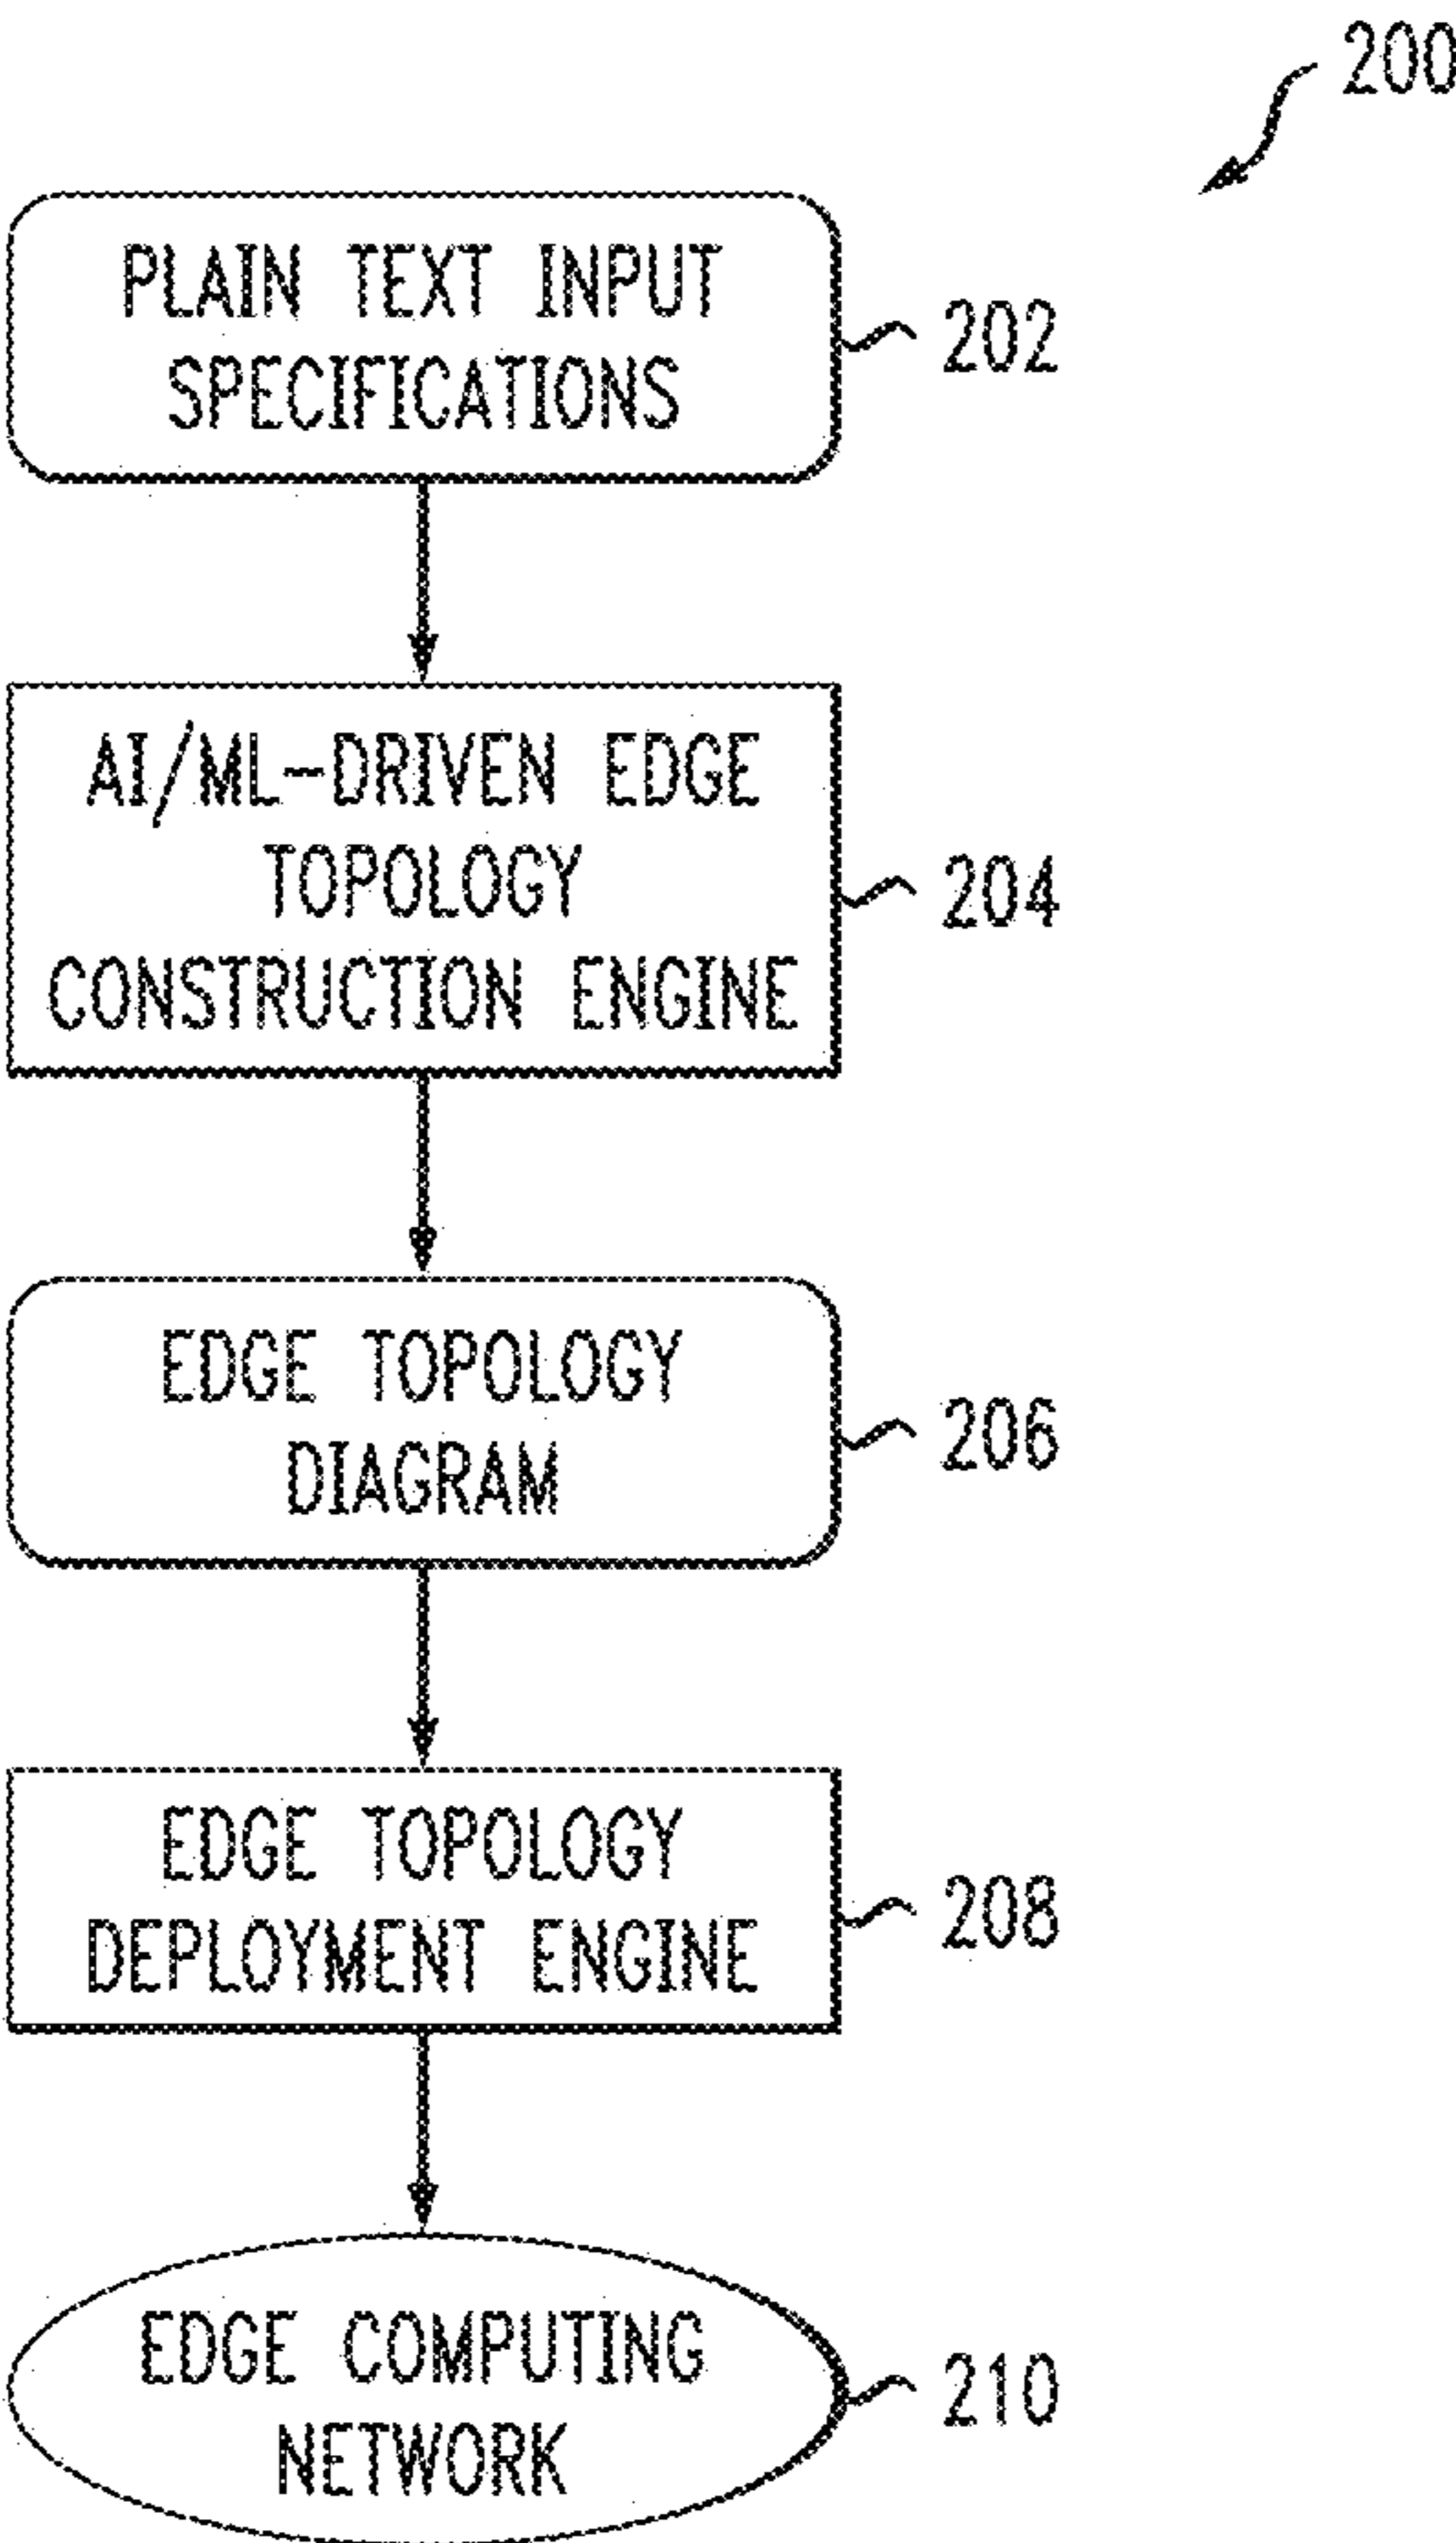 200
PLAIN TEXT INPUT
SPECIFICATIONS
202
AI/ML-DRIVEN EDGE
TOPOLOGY
CONSTRUCTION ENGINE
204
EDGE TOPOLOGY
DIAGRAM
206
EDGE TOPOLOGY
DEPLOYMENT ENGINE
208
EDGE COMPUTING
NETWORK
210